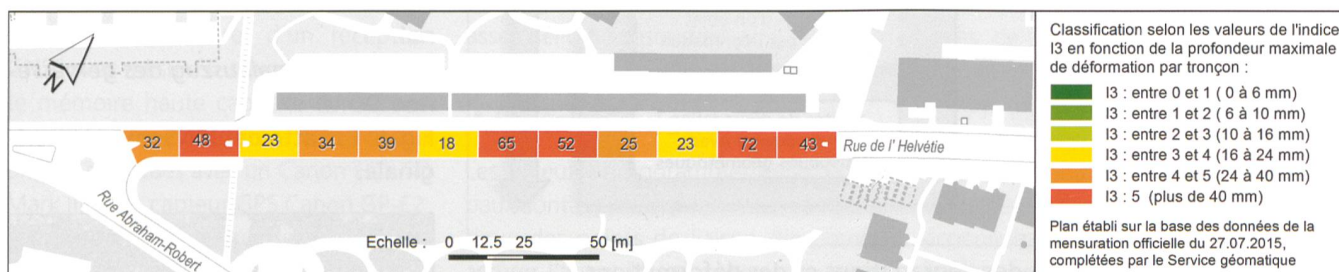 N
32 48 23 34 39 18 65 52 25 23 72 43
Rue de l' Helvétie
Rue Abraham-Robert
Echelle : 0 12.5 25 50 [m]
Classification selon les valeurs de l'indice
I3 en fonction de la profondeur maximale
de déformation par tronçon :
I3 : entre 0 et 1 ( 0 à 6 mm)
I3 : entre 1 et 2 ( 6 à 10 mm)
I3 : entre 2 et 3 (10 à 16 mm)
I3 : entre 3 et 4 (16 à 24 mm)
I3 : entre 4 et 5 (24 à 40 mm)
I3 : 5 (plus de 40 mm)
Plan établi sur la base des données de la
mensuration officielle du 27.07.2015,
complétées par le Service géomatique